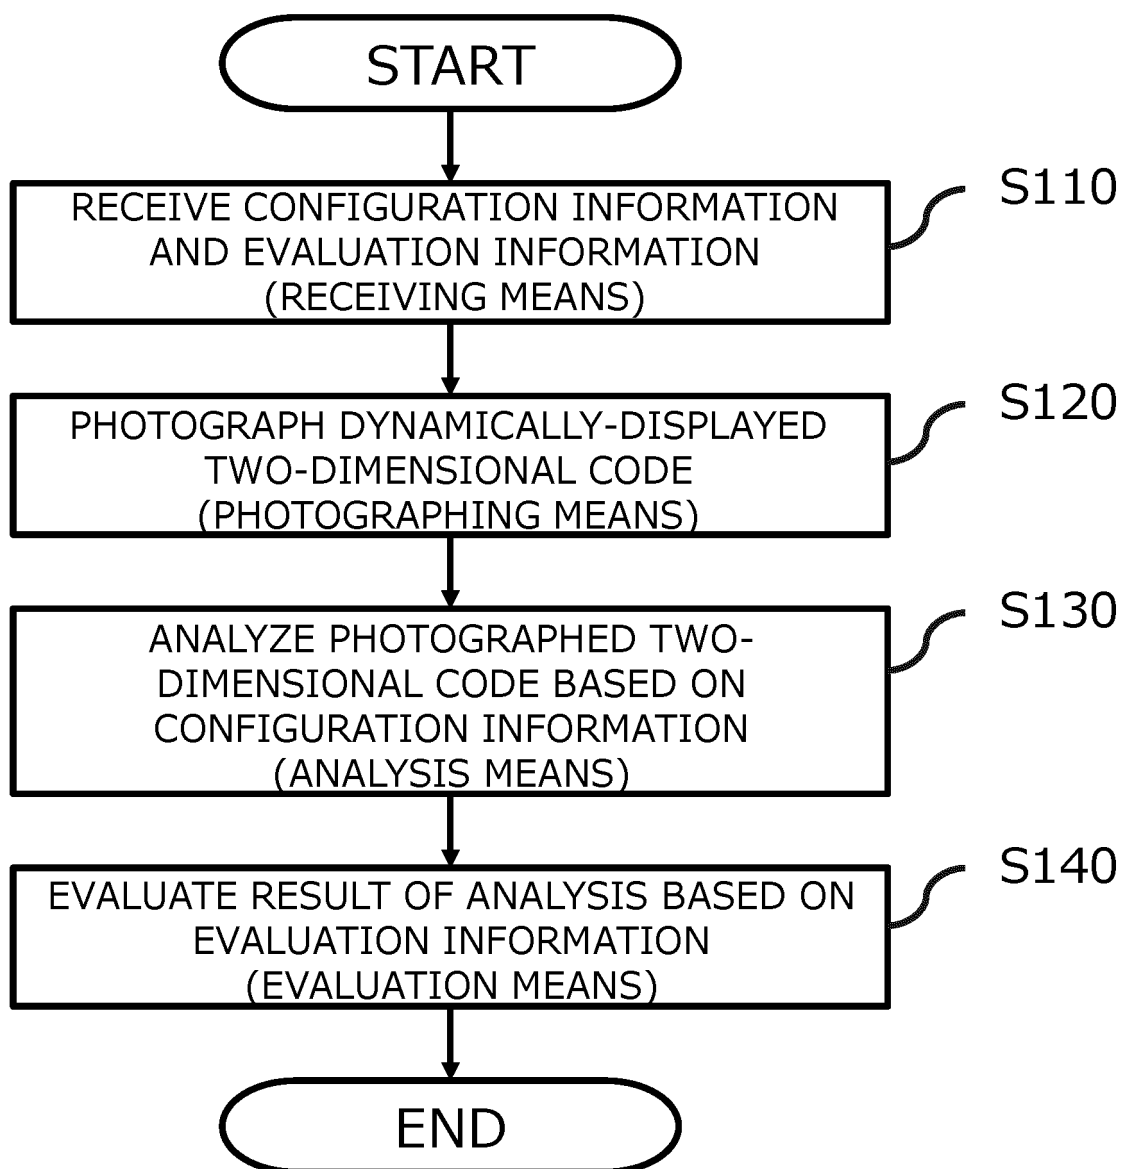 START
RECEIVE CONFIGURATION INFORMATION
AND EVALUATION INFORMATION
(RECEIVING MEANS)
S110
PHOTOGRAPH DYNAMICALLY-DISPLAYED
TWO-DIMENSIONAL CODE
(PHOTOGRAPHING MEANS)
S120
ANALYZE PHOTOGRAPHED TWO-
DIMENSIONAL CODE BASED ON
CONFIGURATION INFORMATION
(ANALYSIS MEANS)
S130
EVALUATE RESULT OF ANALYSIS BASED ON
EVALUATION INFORMATION
(EVALUATION MEANS)
S140
END